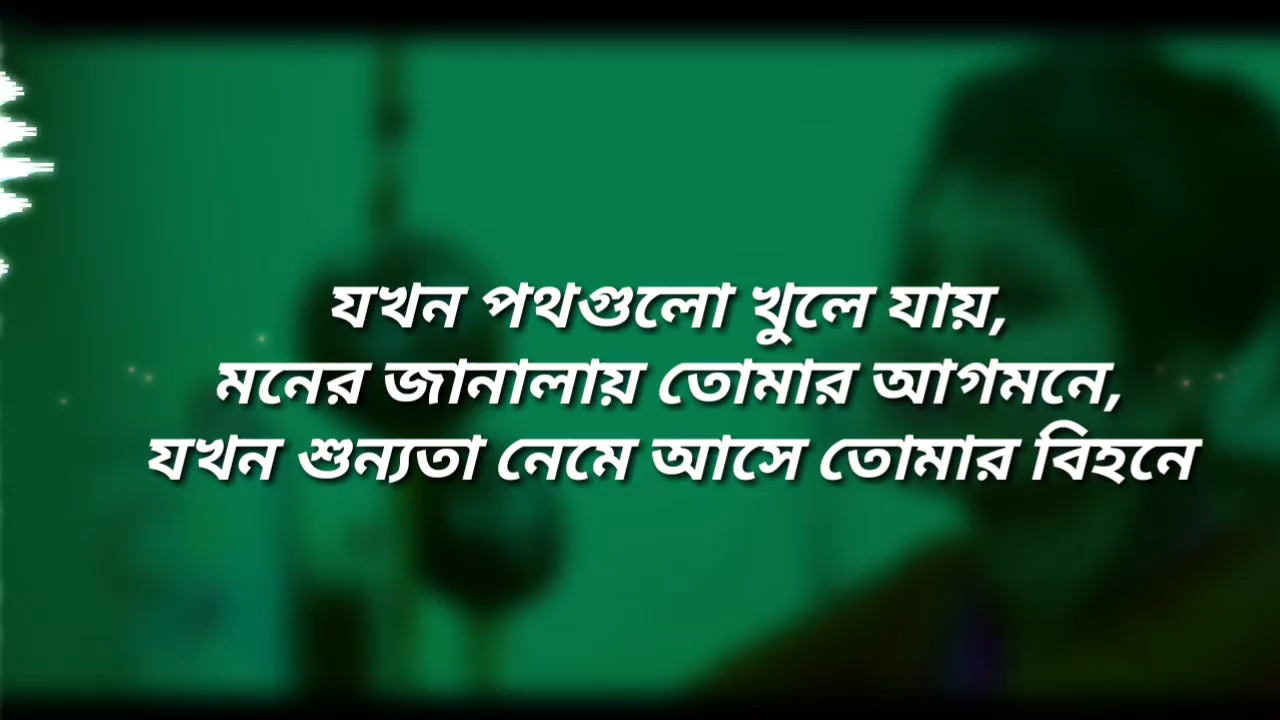 যখন পথগুলো খুলে যায়,
মনের জানালায় তোমার আগমনে,
যখন শুন্যতা নেমে আসে তোমার বিহনে